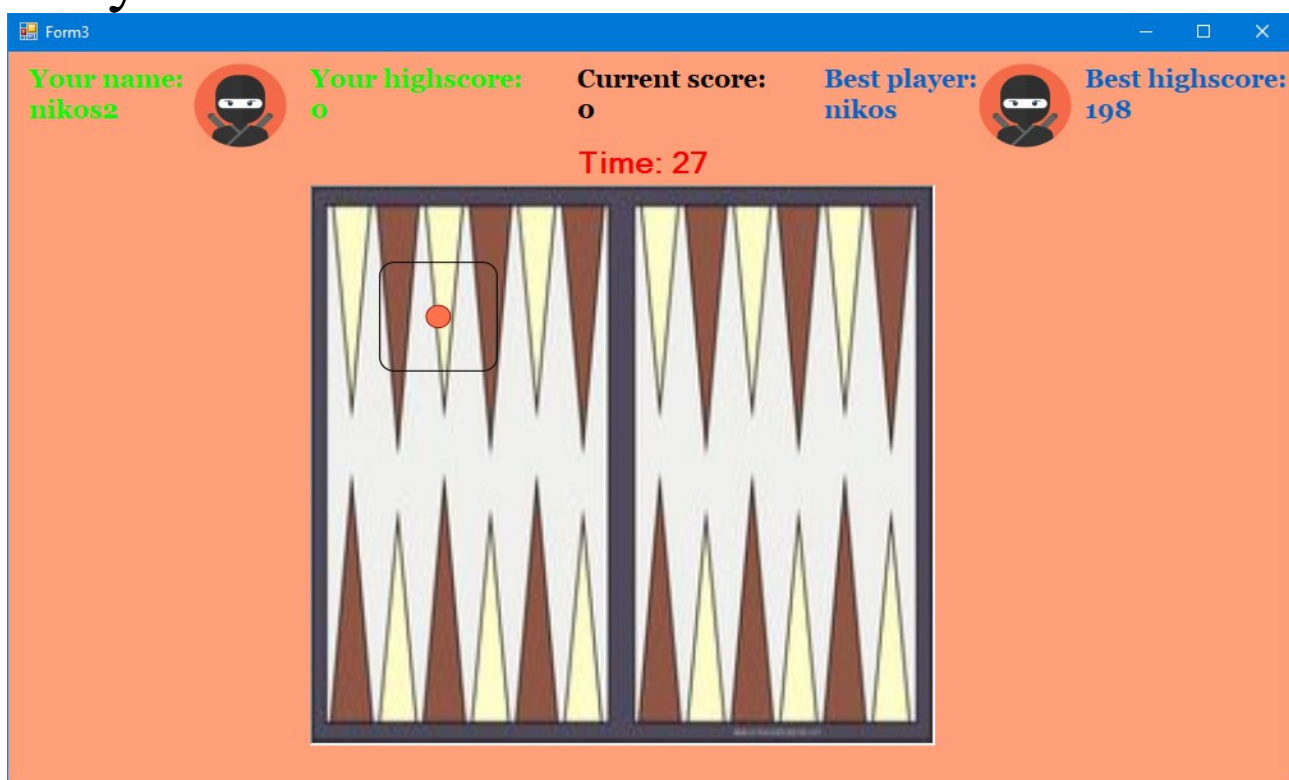 Form3
Your name:
nikos2
Your highscore:
0
Current score:
0
Best player:
nikos
Best highscore:
198
Time: 27